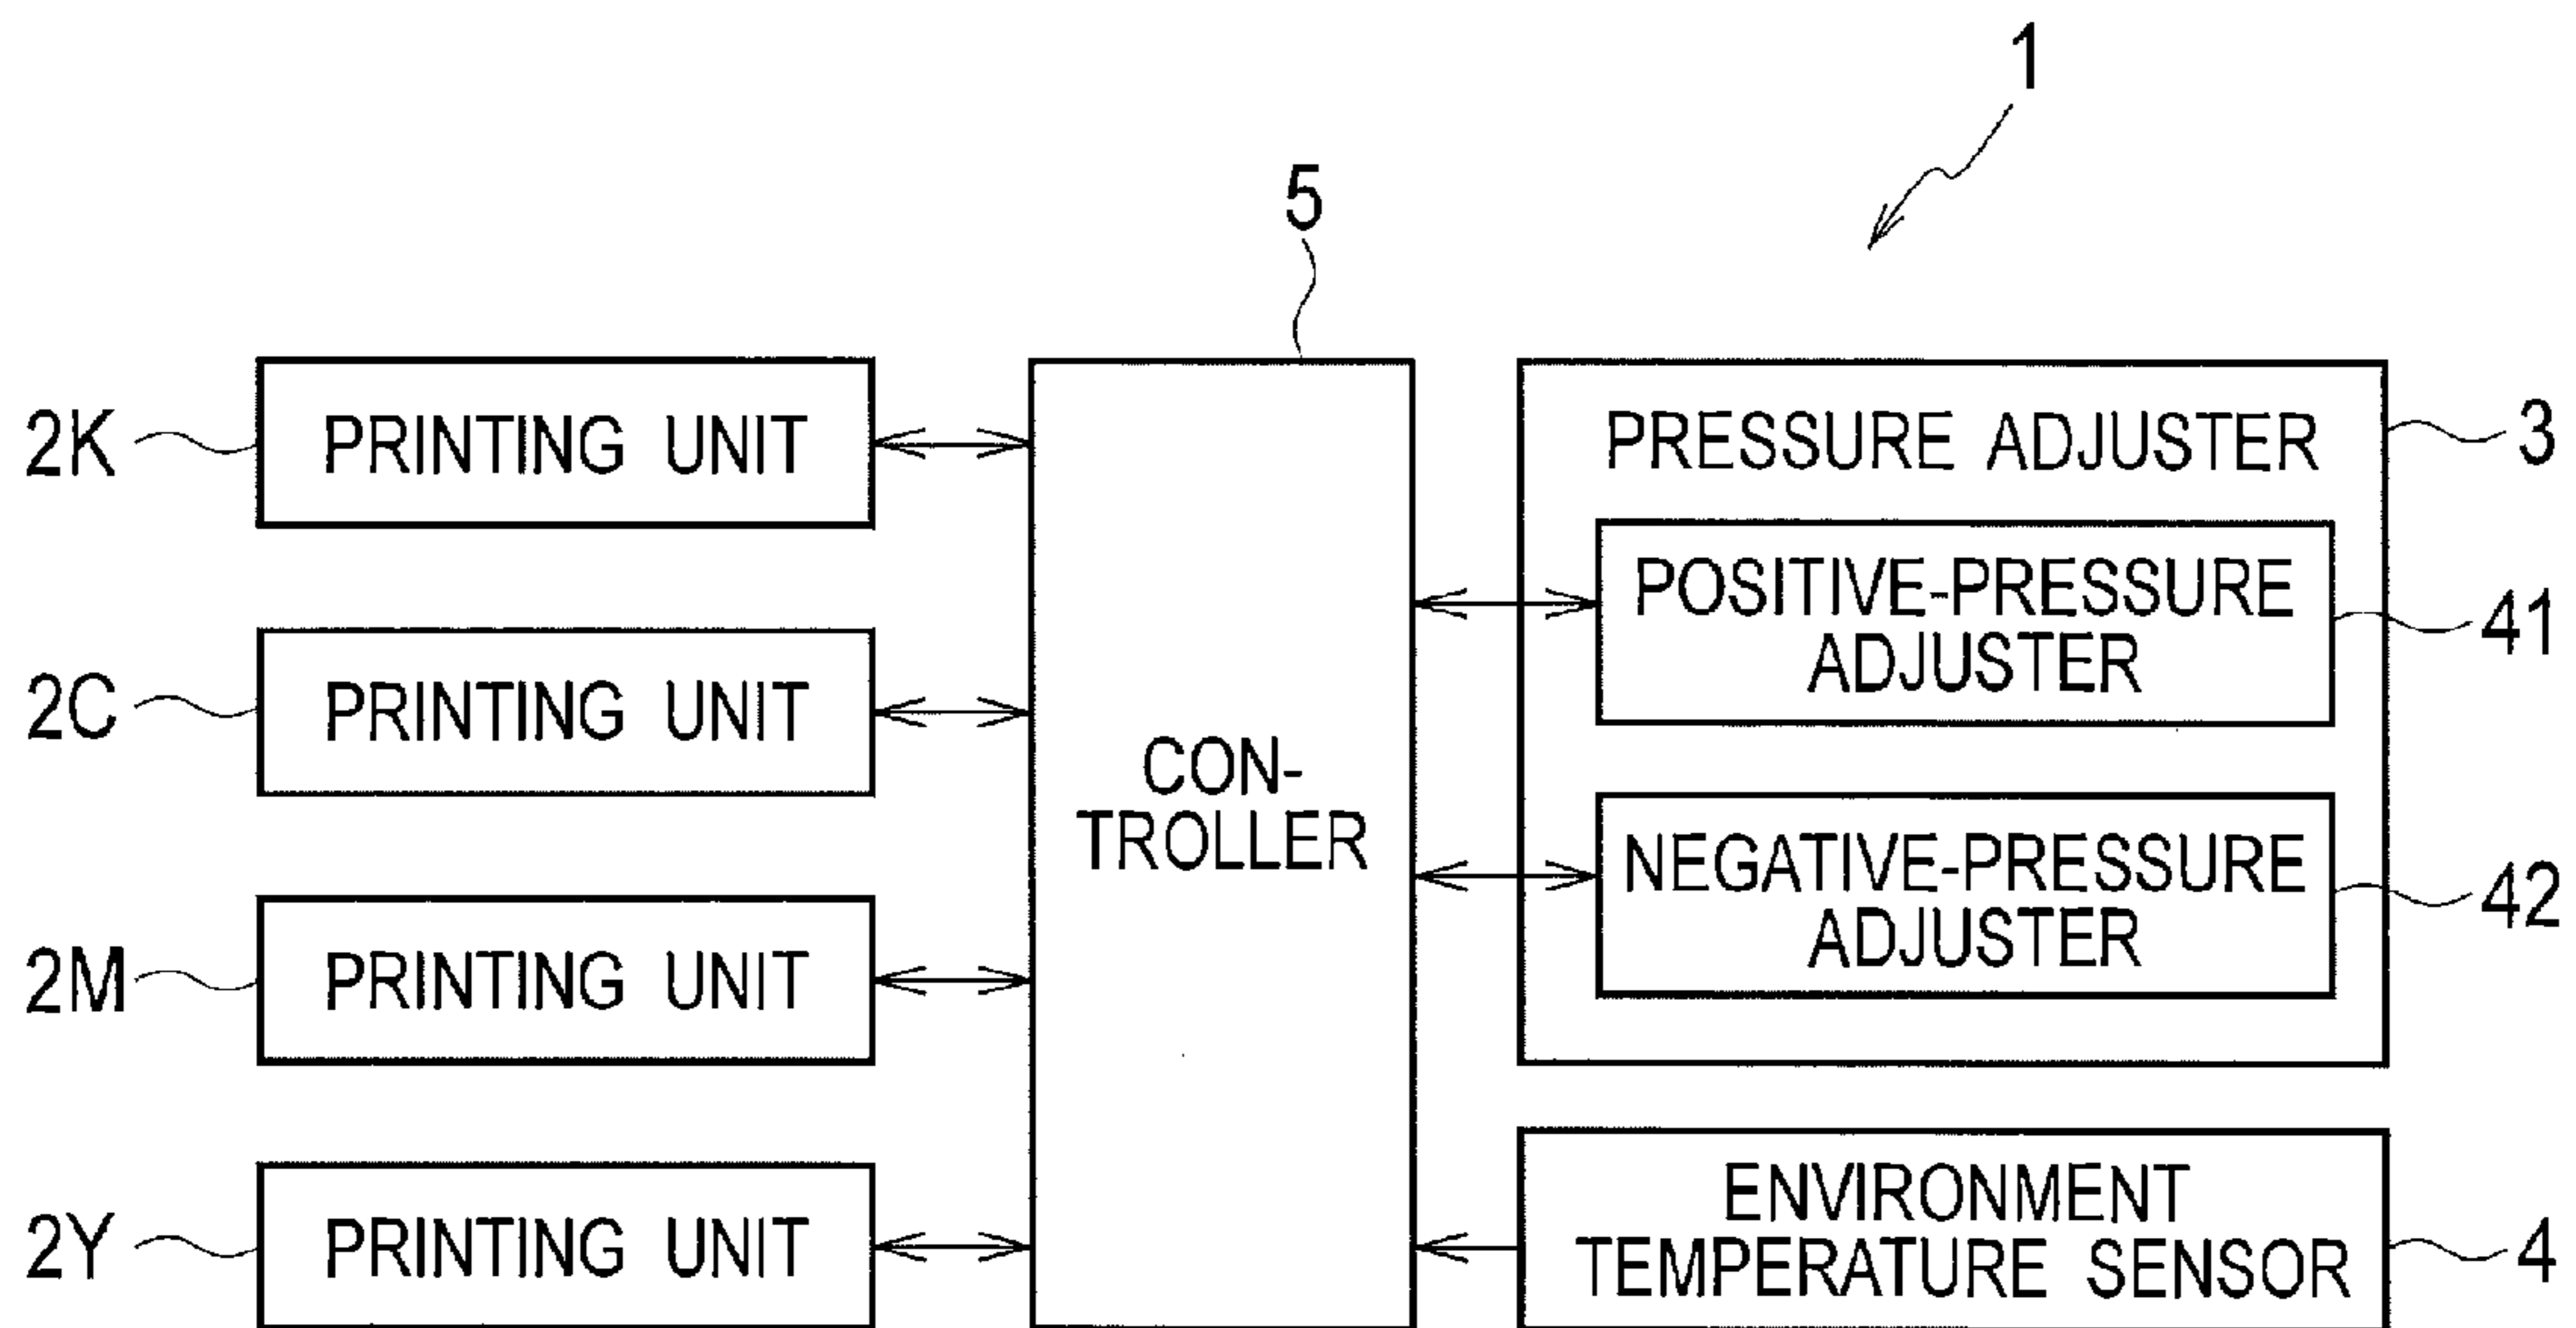 1
5
2K
PRINTING UNIT
2C
PRINTING UNIT
2M
PRINTING UNIT
2Y
PRINTING UNIT
CON-
TROLLER
PRESSURE ADJUSTER
3
POSITIVE-PRESSURE
ADJUSTER
41
NEGATIVE-PRESSURE
ADJUSTER
42
ENVIRONMENT
TEMPERATURE SENSOR
4